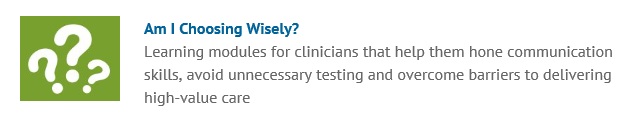 Am I Choosing Wisely?
Learning modules for clinicians that help them hone communication
skills, avoid unnecessary testing and overcome barriers to delivering
high-value care